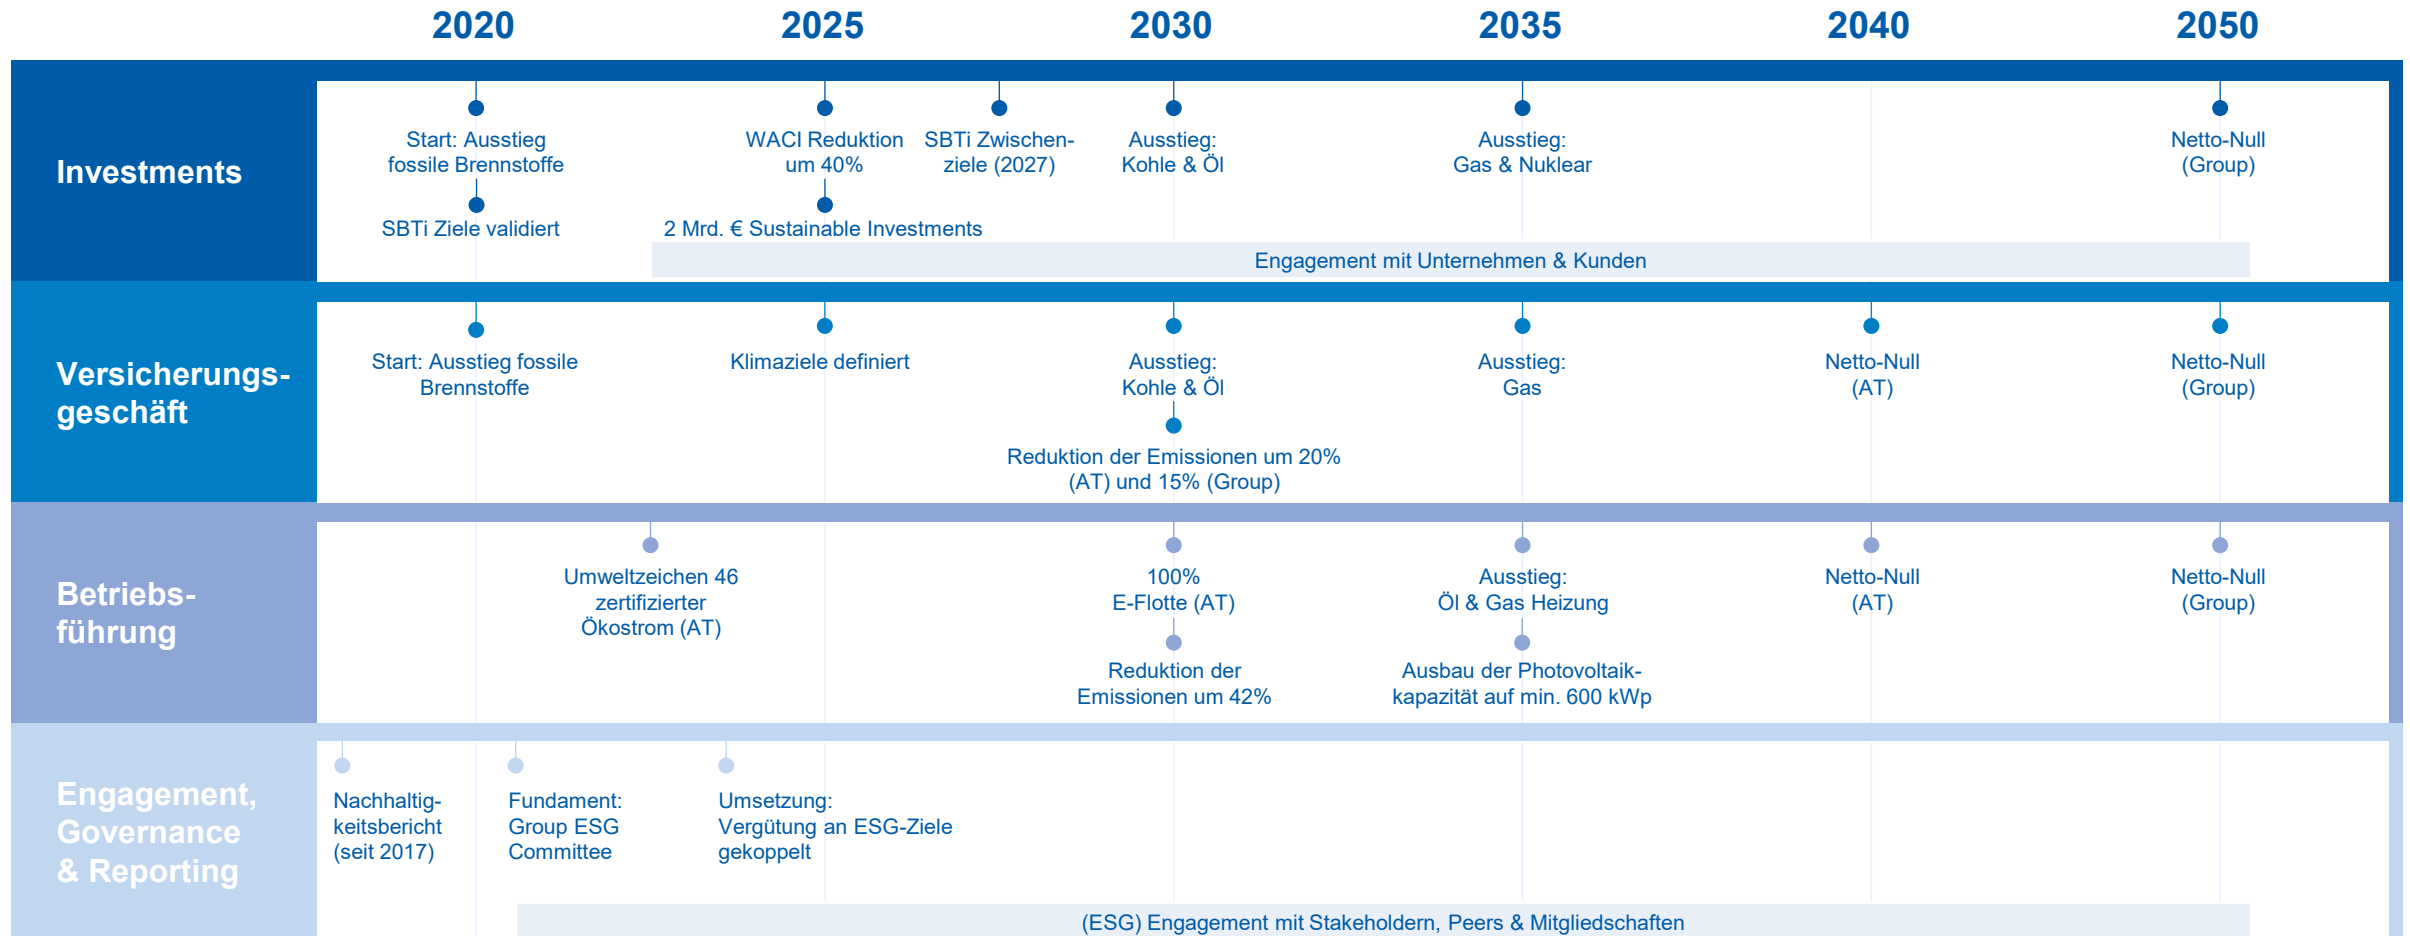 2020 2025 2030 2035 2040 2050
Investments
Start: Ausstieg
fossile Brennstoffe
SBTi Ziele validiert
WACI Reduktion
um 40%
2 Mrd. € Sustainable Investments
SBTi Zwischen-
ziele (2027)
Ausstieg:
Kohle & Öl
Ausstieg:
Gas & Nuklear
Netto-Null
(Group)
Engagement mit Unternehmen & Kunden
Versicherungs-
geschäft
Start: Ausstieg fossile
Brennstoffe
Klimaziele definiert
Ausstieg:
Kohle & Öl
Reduktion der Emissionen um 20%
(AT) und 15% (Group)
Ausstieg:
Gas
Netto-Null
(AT)
Netto-Null
(Group)
Betriebs-
führung
Umweltzeichen 46
zertifizierter
Ökostrom (AT)
100%
E-Flotte (AT)
Reduktion der
Emissionen um 42%
Ausstieg:
Öl & Gas Heizung
Ausbau der Photovoltaik-
kapazität auf min. 600 kWp
Netto-Null
(AT)
Netto-Null
(Group)
Engagement,
Governance
& Reporting
Nachhaltig-
keitsbericht
(seit 2017)
Fundament:
Group ESG
Committee
Umsetzung:
Vergütung an ESG-Ziele
gekoppelt
(ESG) Engagement mit Stakeholdern, Peers & Mitgliedschaften